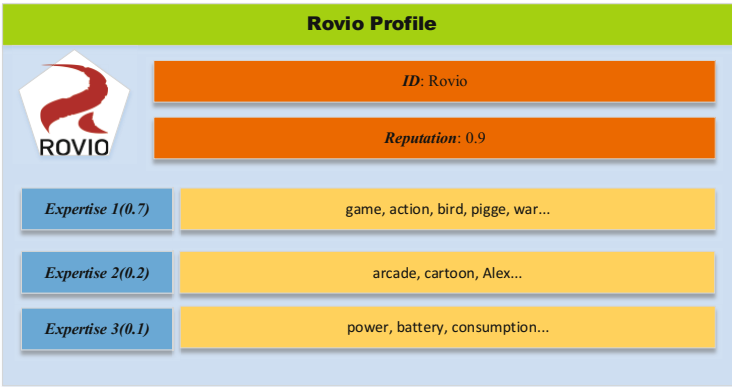 Rovio Profile
ROVIO
ID: Rovio
Reputation: 0.9
Expertise 1(0.7)
game, action, bird, pigge, war...
Expertise 2(0.2)
arcade, cartoon, Alex...
Expertise 3(0.1)
power, battery, consumption...